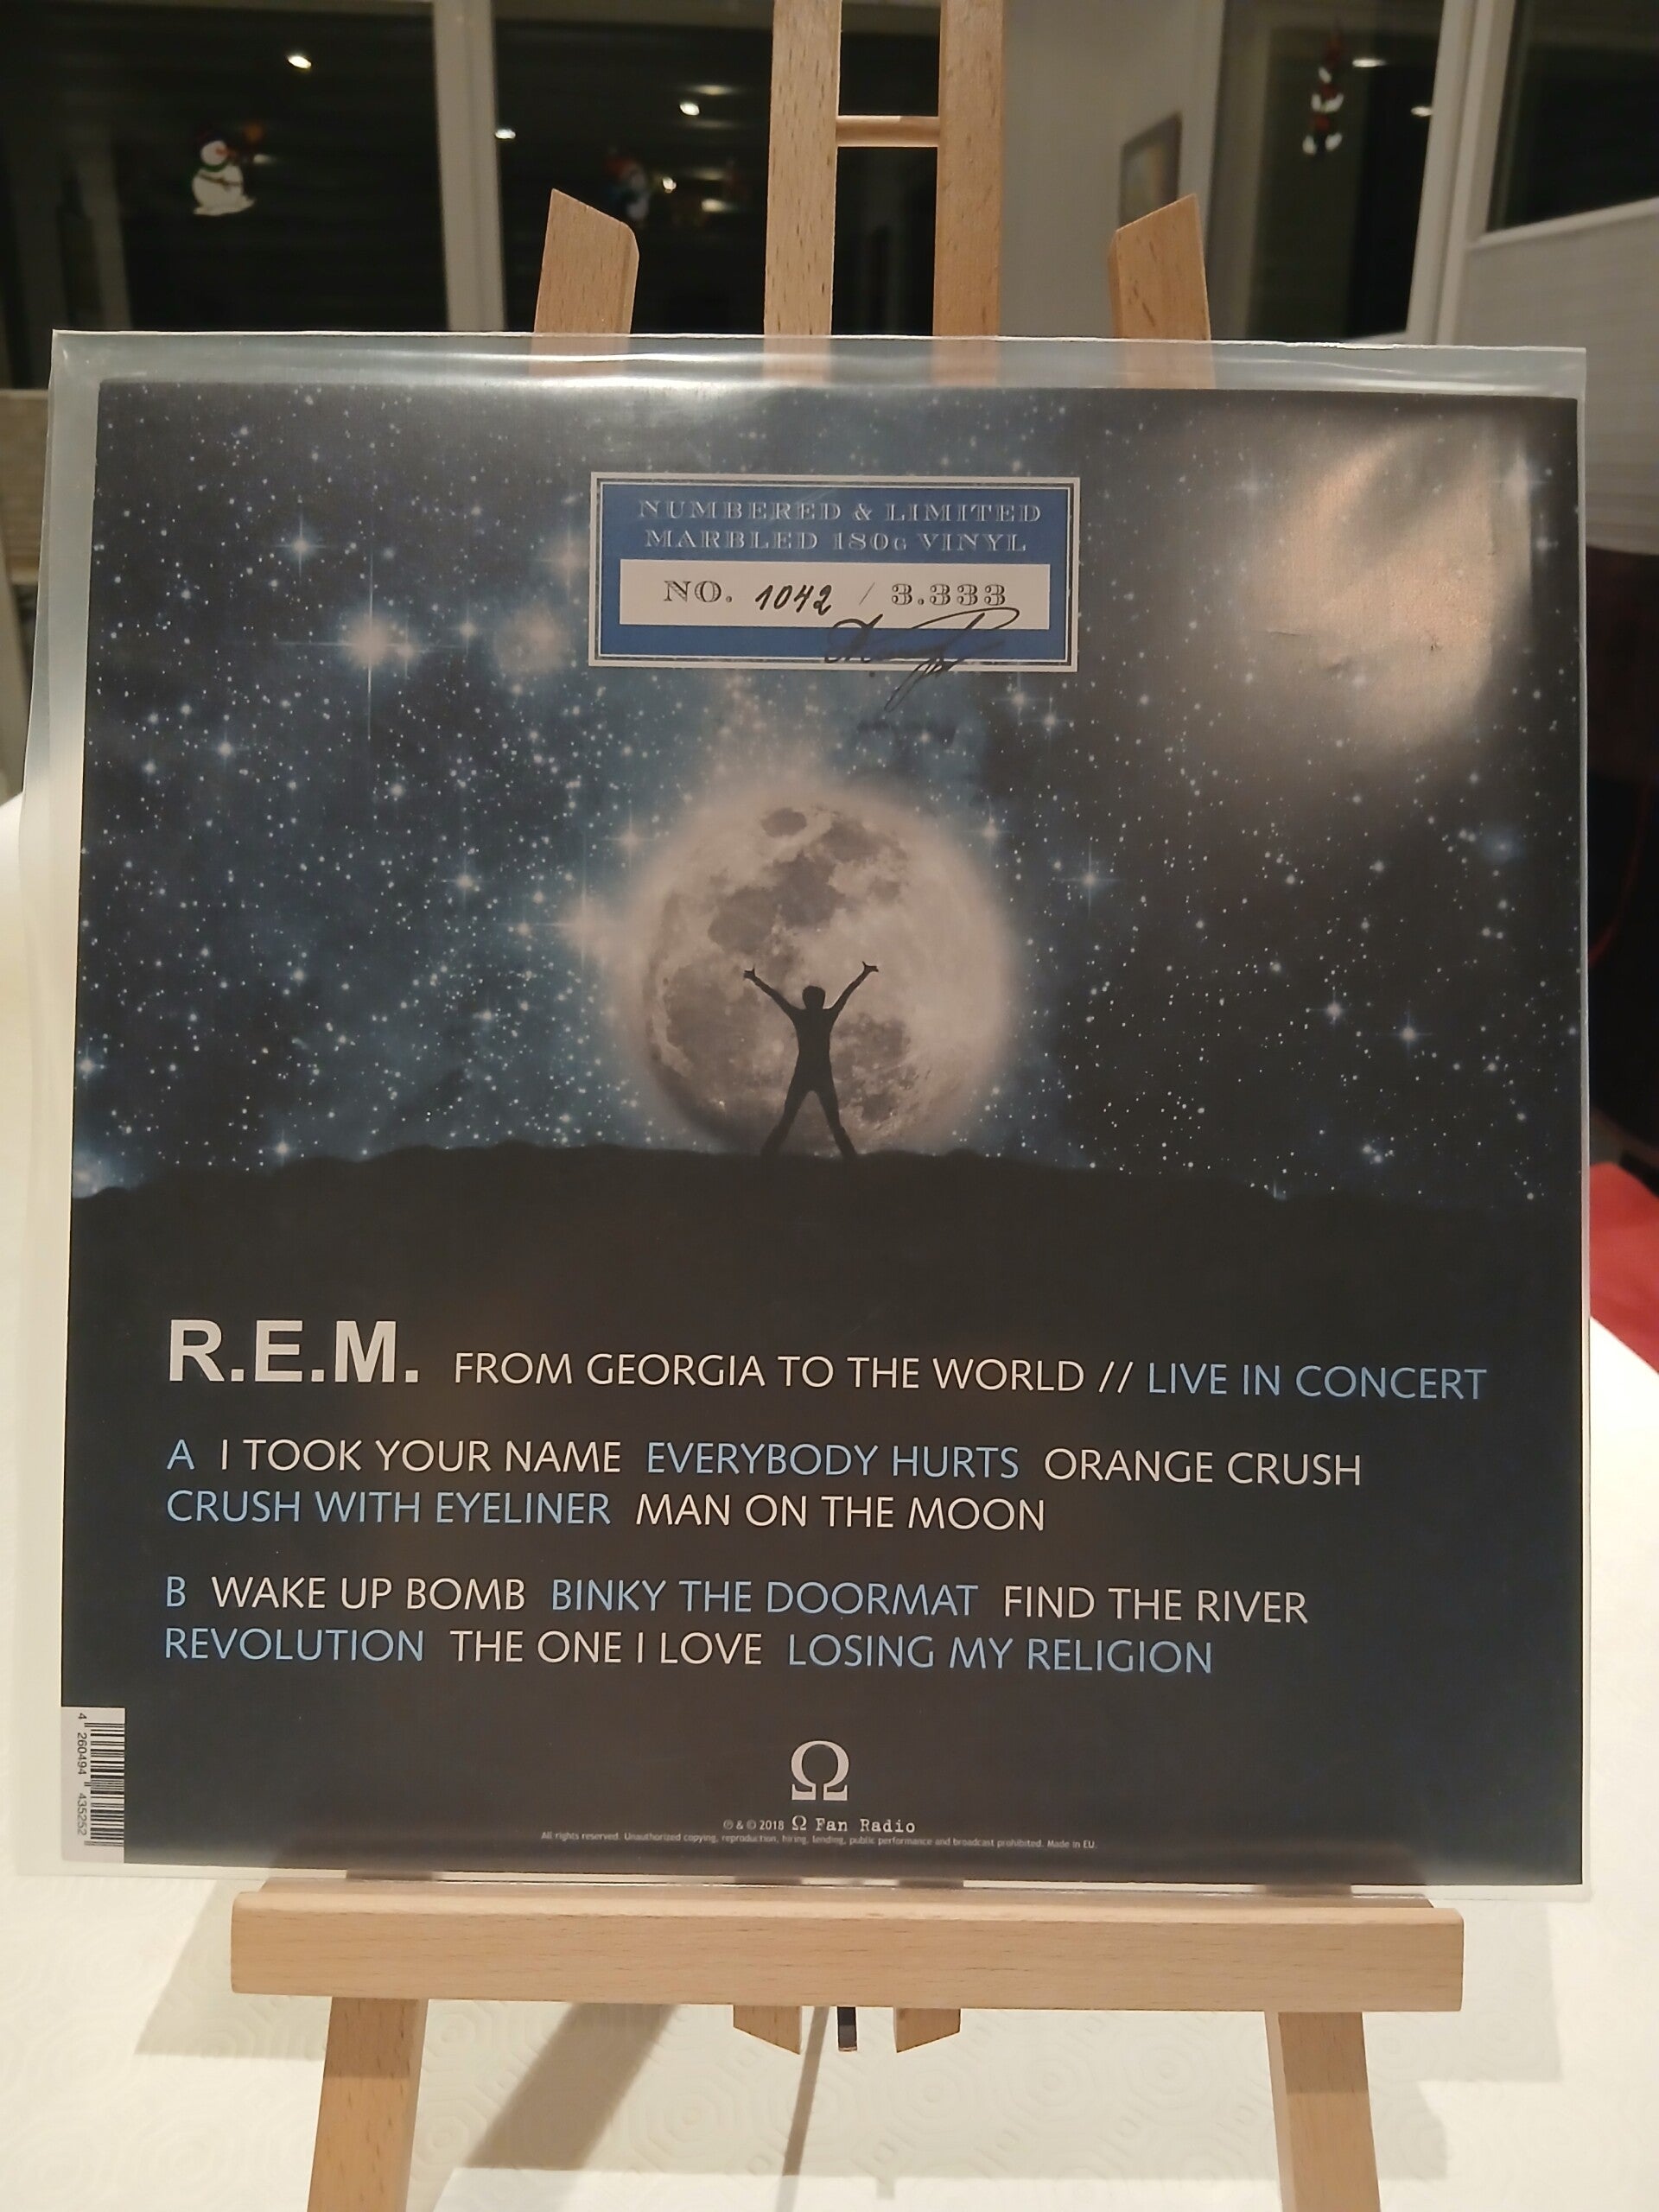 NUMBERED & LIMITED
MARBLED 180G VINYL
NO. 1042 / 3.333
R.E.M. FROM GEORGIA TO THE WORLD // LIVE IN CONCERT
A I TOOK YOUR NAME EVERYBODY HURTS ORANGE CRUSH
CRUSH WITH EYELINER MAN ON THE MOON
B WAKE UP BOMB BINKY THE DOORMAT FIND THE RIVER
REVOLUTION THE ONE I LOVE LOSING MY RELIGION
4 260494 435252
Ω
℗ & © 2018 Ω Fan Radio
All rights reserved. Unauthorized copying, reproduction, hiring, lending, public performance and broadcast prohibited. Made in EU.